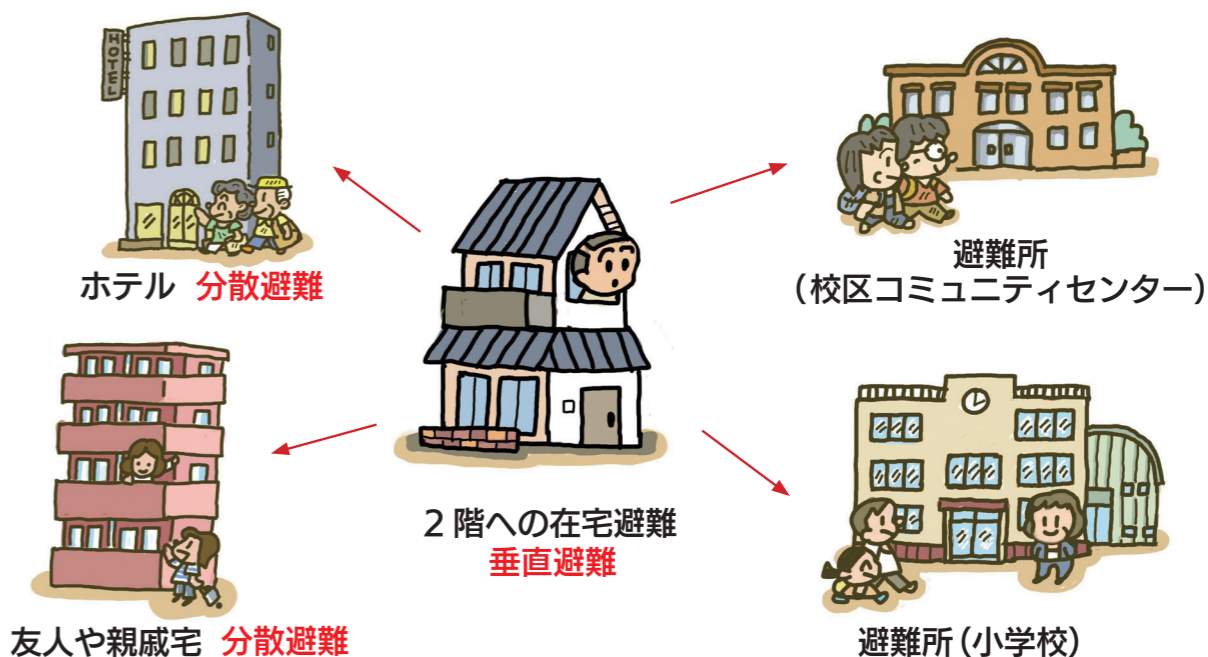 HOTEL
ホテル 分散避難
避難所
(校区コミュニティセンター)
2階への在宅避難
垂直避難
友人や親戚宅 分散避難
避難所(小学校)